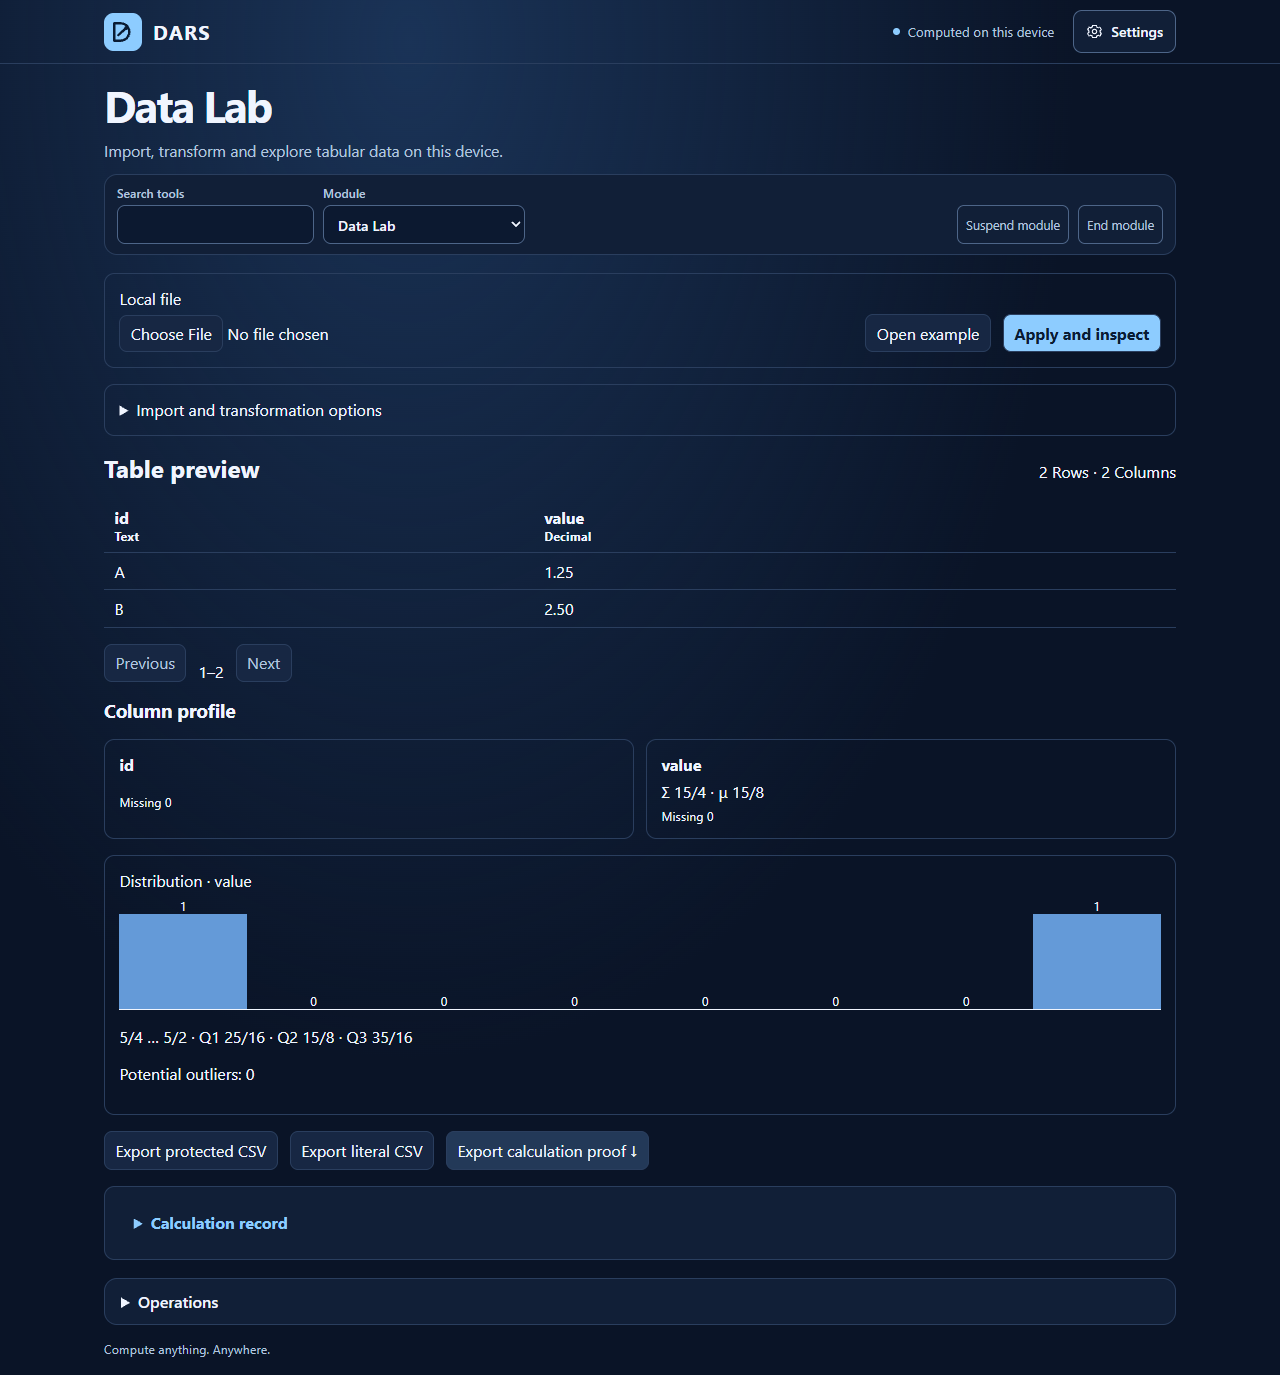 DARS
Computed on this device
Settings
Data Lab
Import, transform and explore tabular data on this device.
Search tools
Module
Data Lab
Suspend module
End module
Local file
Choose File No file chosen
Open example
Apply and inspect
Import and transformation options
Table preview
2 Rows · 2 Columns
id value
Text Decimal
A 1.25
B 2.50
Previous 1–2 Next
Column profile
id
Missing 0
value
Σ 15/4 · µ 15/8
Missing 0
Distribution · value
1 1
0 0 0 0 0 0
5/4 … 5/2 · Q1 25/16 · Q2 15/8 · Q3 35/16
Potential outliers: 0
Export protected CSV
Export literal CSV
Export calculation proof ↓
Calculation record
Operations
Compute anything. Anywhere.